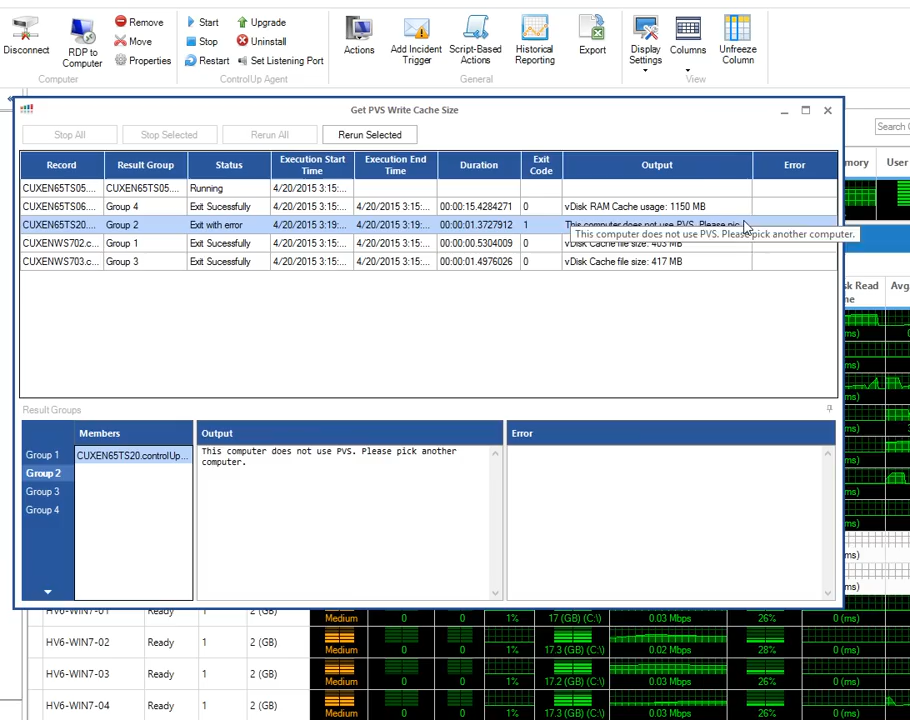 Disconnect
RDP to
Computer
Remove
Move
Properties
Computer
Start
Stop
Restart
Upgrade
Uninstall
Set Listening Port
ControlUp Agent
Actions
Add Incident
Trigger
Script-Based
Actions
Historical
Reporting
Export
General
Display
Settings
Columns
Unfreeze
Column
View
Search
Get PVS Write Cache Size
Stop All
Stop Selected
Rerun All
Rerun Selected
Record
Result Group
Status
Execution Start
Time
Execution End
Time
Duration
Exit
Code
Output
Error
CUXEN65TS05.... CUXEN65TS05.... Running 4/20/2015 3:15:...
CUXEN65TS06.... Group 4 Exit Sucessfully 4/20/2015 3:15:... 4/20/2015 3:15:... 00:00:15.4284271 0 vDisk RAM Cache usage: 1150 MB
CUXEN65TS20.... Group 2 Exit with error 4/20/2015 3:19:... 4/20/2015 3:19:... 00:00:01.3727912 1 This computer does not use PVS. Please pic
This computer does not use PVS. Please pick another computer.
CUXENWS702.c... Group 1 Exit Sucessfully 4/20/2015 3:15:... 4/20/2015 3:15:... 00:00:00.5304009 0 vDisk Cache file size: 403 MB
CUXENWS703.c... Group 3 Exit Sucessfully 4/20/2015 3:15:... 4/20/2015 3:15:... 00:00:01.4976026 0 vDisk Cache file size: 417 MB
mory
User
k Read
me
Avg
ms)
ms)
ms)
ms)
ms)
ms)
ms)
ms)
ms)
Result Groups
Members
Output
Error
Group 1
Group 2
Group 3
Group 4
CUXEN65TS20.controlUp...
This computer does not use PVS. Please pick another
computer.
HV6-WIN7-01 Ready 1 2 (GB) Medium 0 0 1% 17 (GB) (C:\) 0.03 Mbps 26% 0 (ms)
HV6-WIN7-02 Ready 1 2 (GB) Medium 0 0 1% 17.3 (GB) (C:\) 0.02 Mbps 28% 0 (ms)
HV6-WIN7-03 Ready 1 2 (GB) Medium 0 0 1% 17.2 (GB) (C:\) 0.03 Mbps 26% 0 (ms)
HV6-WIN7-04 Ready 1 2 (GB) Medium 0 0 1% 17.3 (GB) (C:\) 0.03 Mbps 26% 0 (ms)